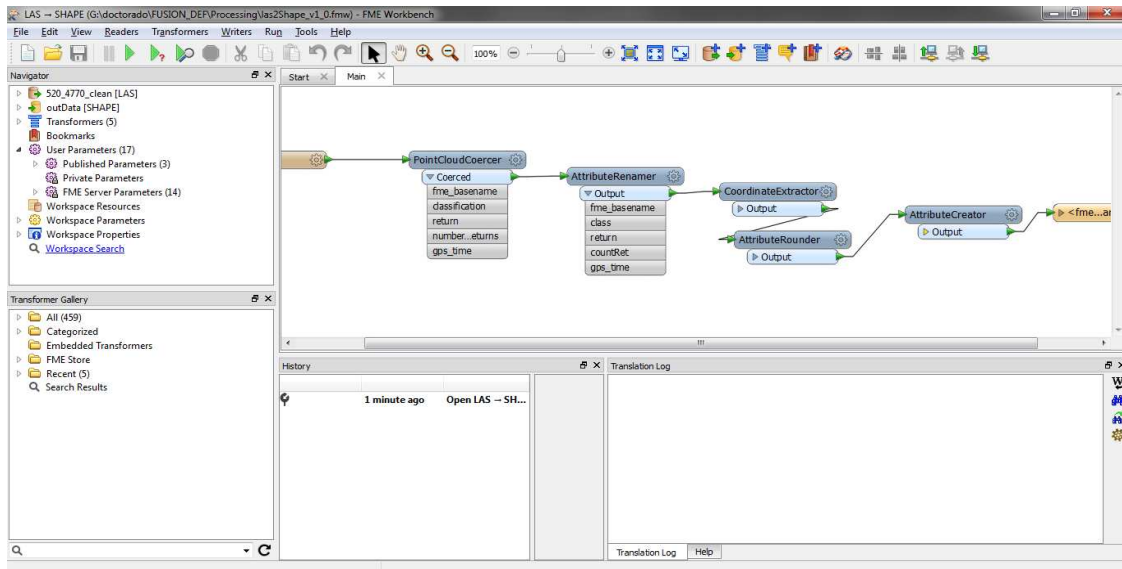 LAS → SHAPE (G:\doctorado\FUSION_DEF\Processing\las2Shape_v1_0.fmw) - FME Workbench
File Edit View Readers Transformers Writers Run Tools Help
100%
Navigator
520_4770_clean [LAS]
outData [SHAPE]
Transformers (5)
Bookmarks
User Parameters (17)
Published Parameters (3)
Private Parameters
FME Server Parameters (14)
Workspace Resources
Workspace Parameters
Workspace Properties
Workspace Search
Transformer Gallery
All (459)
Categorized
Embedded Transformers
FME Store
Recent (5)
Search Results
Start Main
PointCloudCoercer
Coerced
fme_basename
classification
return
number...eturns
gps_time
AttributeRenamer
Output
fme_basename
class
return
countRet
gps_time
CoordinateExtractor
Output
AttributeRounder
Output
AttributeCreator
Output
<fme...ar
History
1 minute ago Open LAS → SH...
Translation Log
Translation Log Help